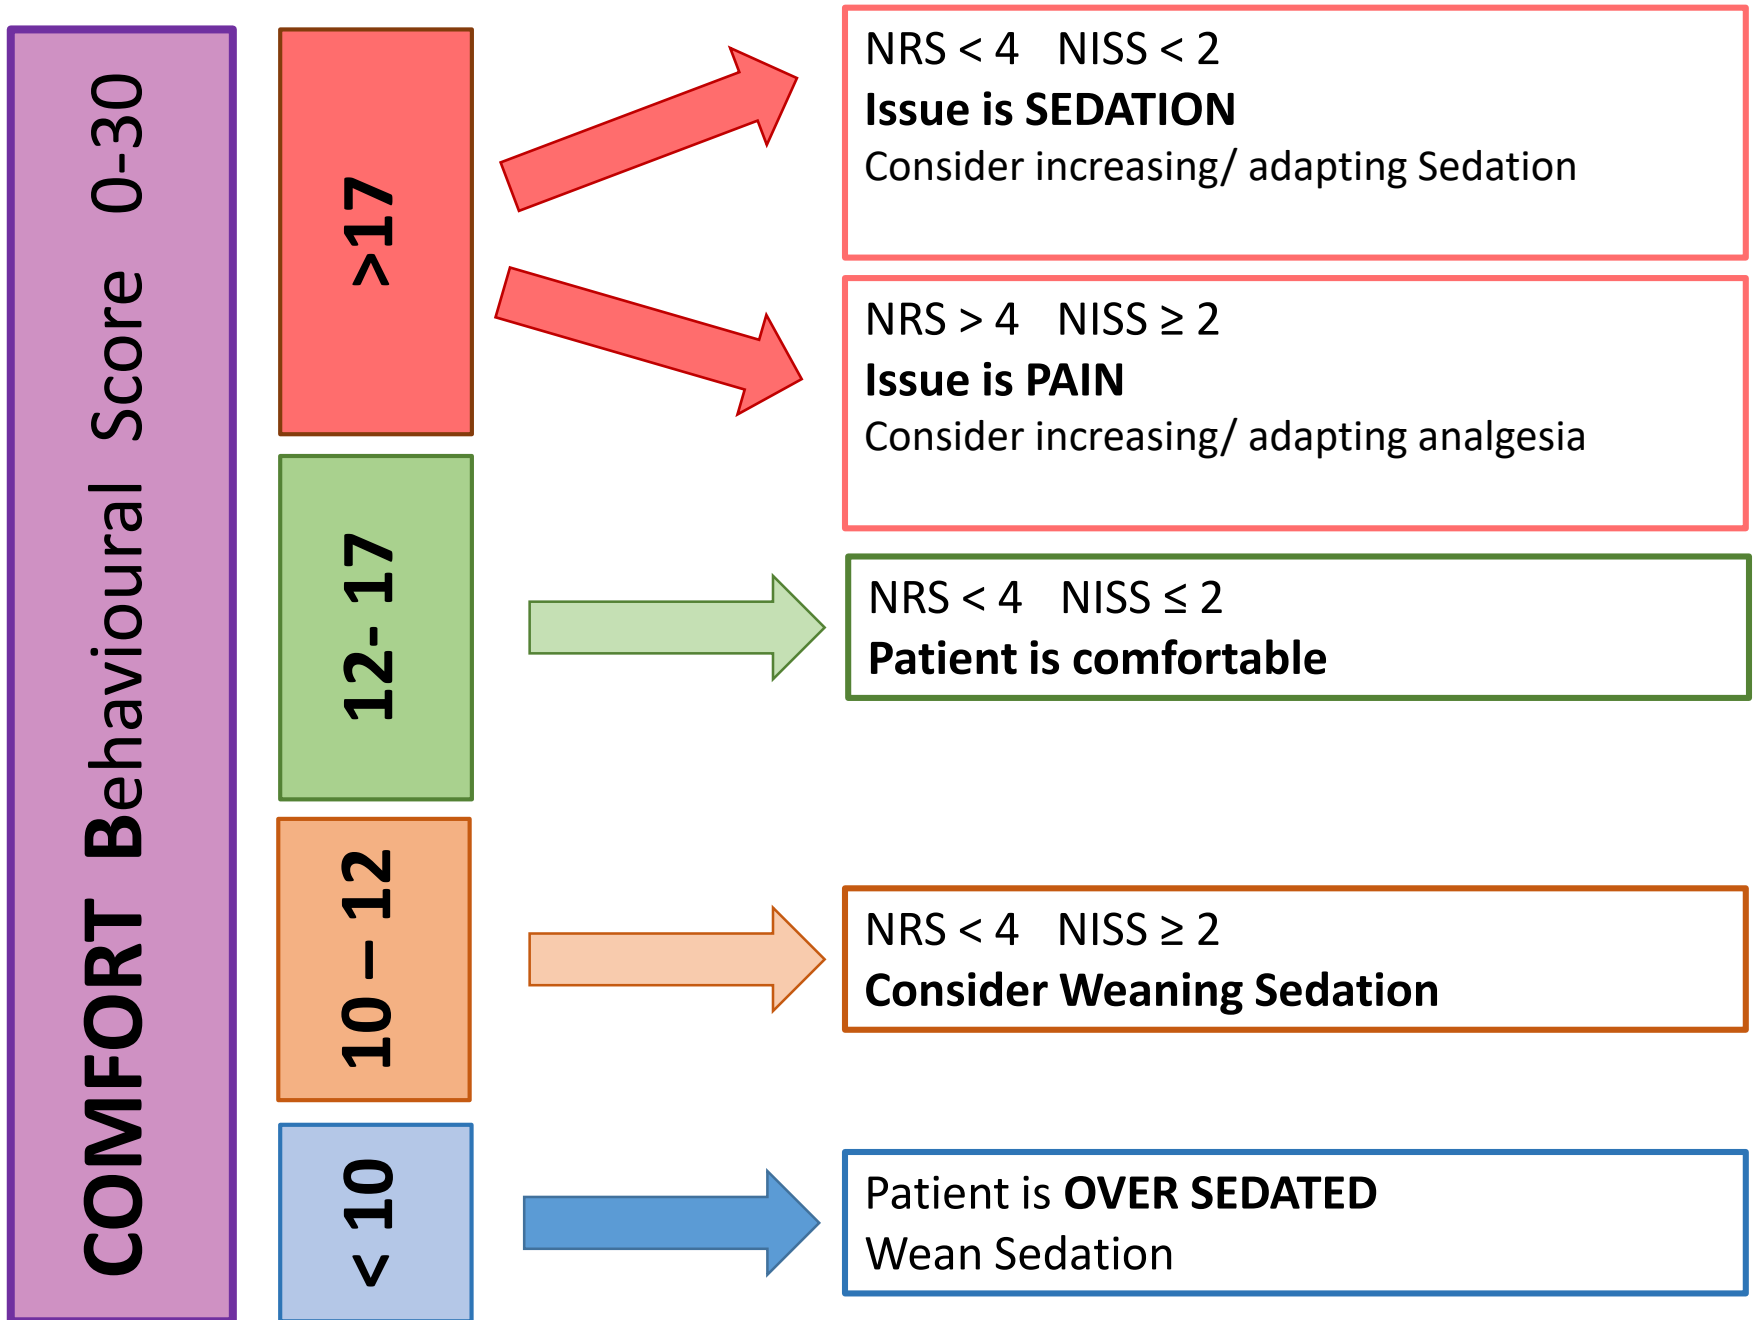 COMFORT Behavioural Score 0-30
>17
NRS < 4 NISS < 2
Issue is SEDATION
Consider increasing/ adapting Sedation
NRS > 4 NISS ≥ 2
Issue is PAIN
Consider increasing/ adapting analgesia
12- 17
NRS < 4 NISS ≤ 2
Patient is comfortable
10 – 12
NRS < 4 NISS ≥ 2
Consider Weaning Sedation
< 10
Patient is OVER SEDATED
Wean Sedation